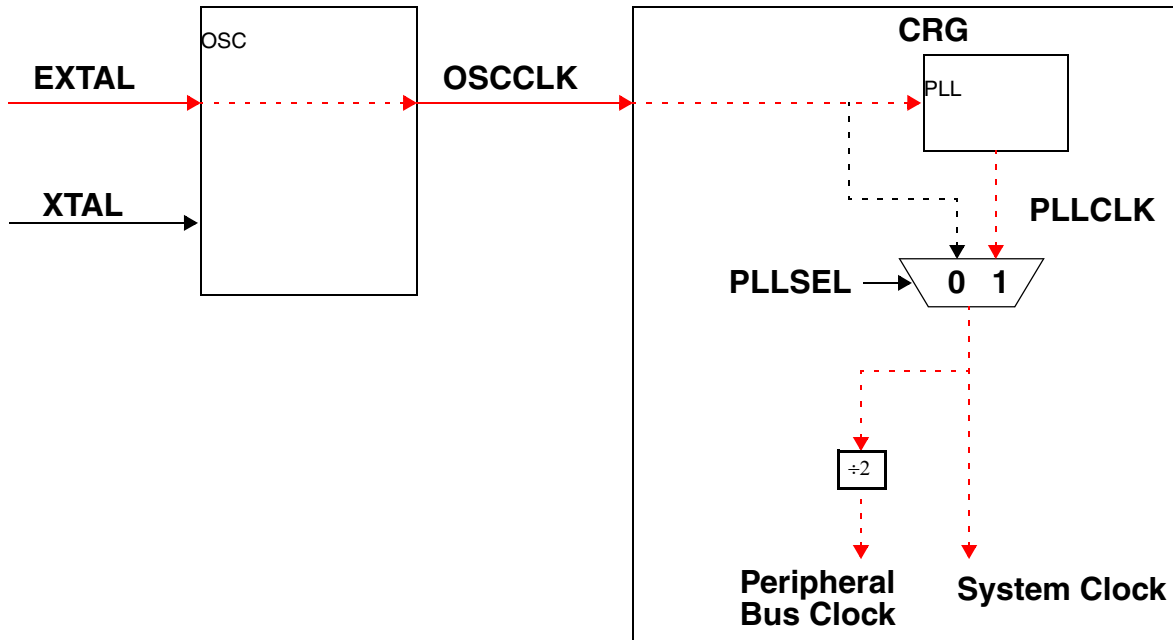 CRG
OSC
EXTAL
OSCCLK
PLL
XTAL
PLLCLK
PLLSEL
0 1
÷2
Peripheral
Bus Clock
System Clock